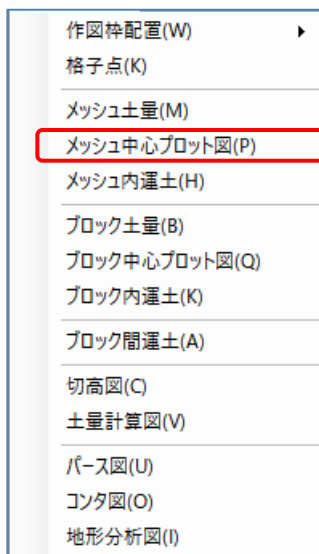 作図枠配置(W)
格子点(K)
メッシュ土量(M)
メッシュ中心プロット図(P)
メッシュ内運土(H)
ブロック土量(B)
ブロック中心プロット図(Q)
ブロック内運土(K)
ブロック間運土(A)
切高図(C)
土量計算図(V)
パース図(U)
コンタ図(O)
地形分析図(I)